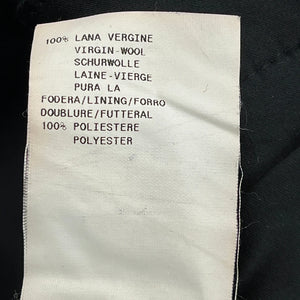 100% LANA VERGINE
VIRGIN-WOOL
SCHURWOLLE
LAINE-VIERGE
PURA LA
FODERA/LINING/FORRO
DOUBLURE/FUTTERAL
100% POLIESTERE
POLYESTER